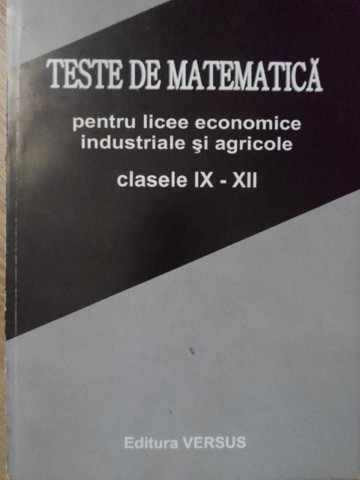 TESTE DE MATEMATICĂ
pentru licee economice
industriale şi agricole
clasele IX - XII
Editura VERSUS